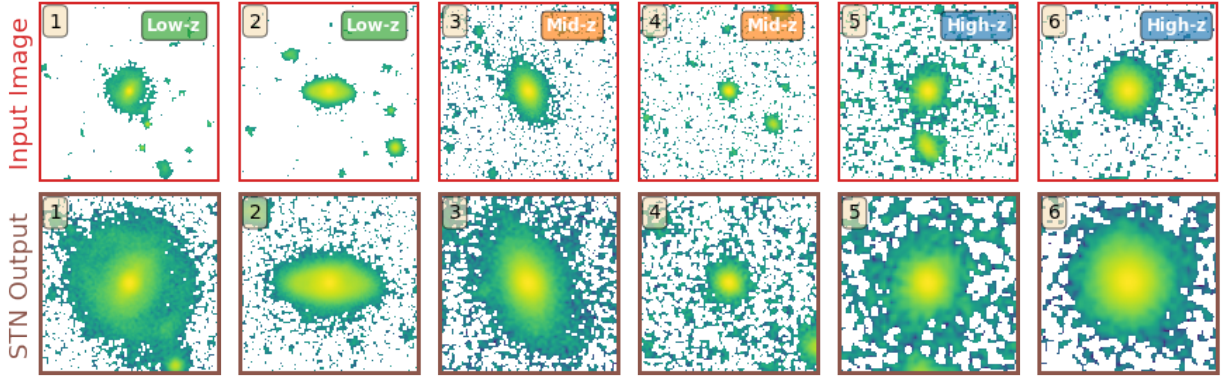 Input Image
1 Low-z
2 Low-z
3 Mid-z
4 Mid-z
5 High-z
6 High-z
STN Output
1
2
3
4
5
6